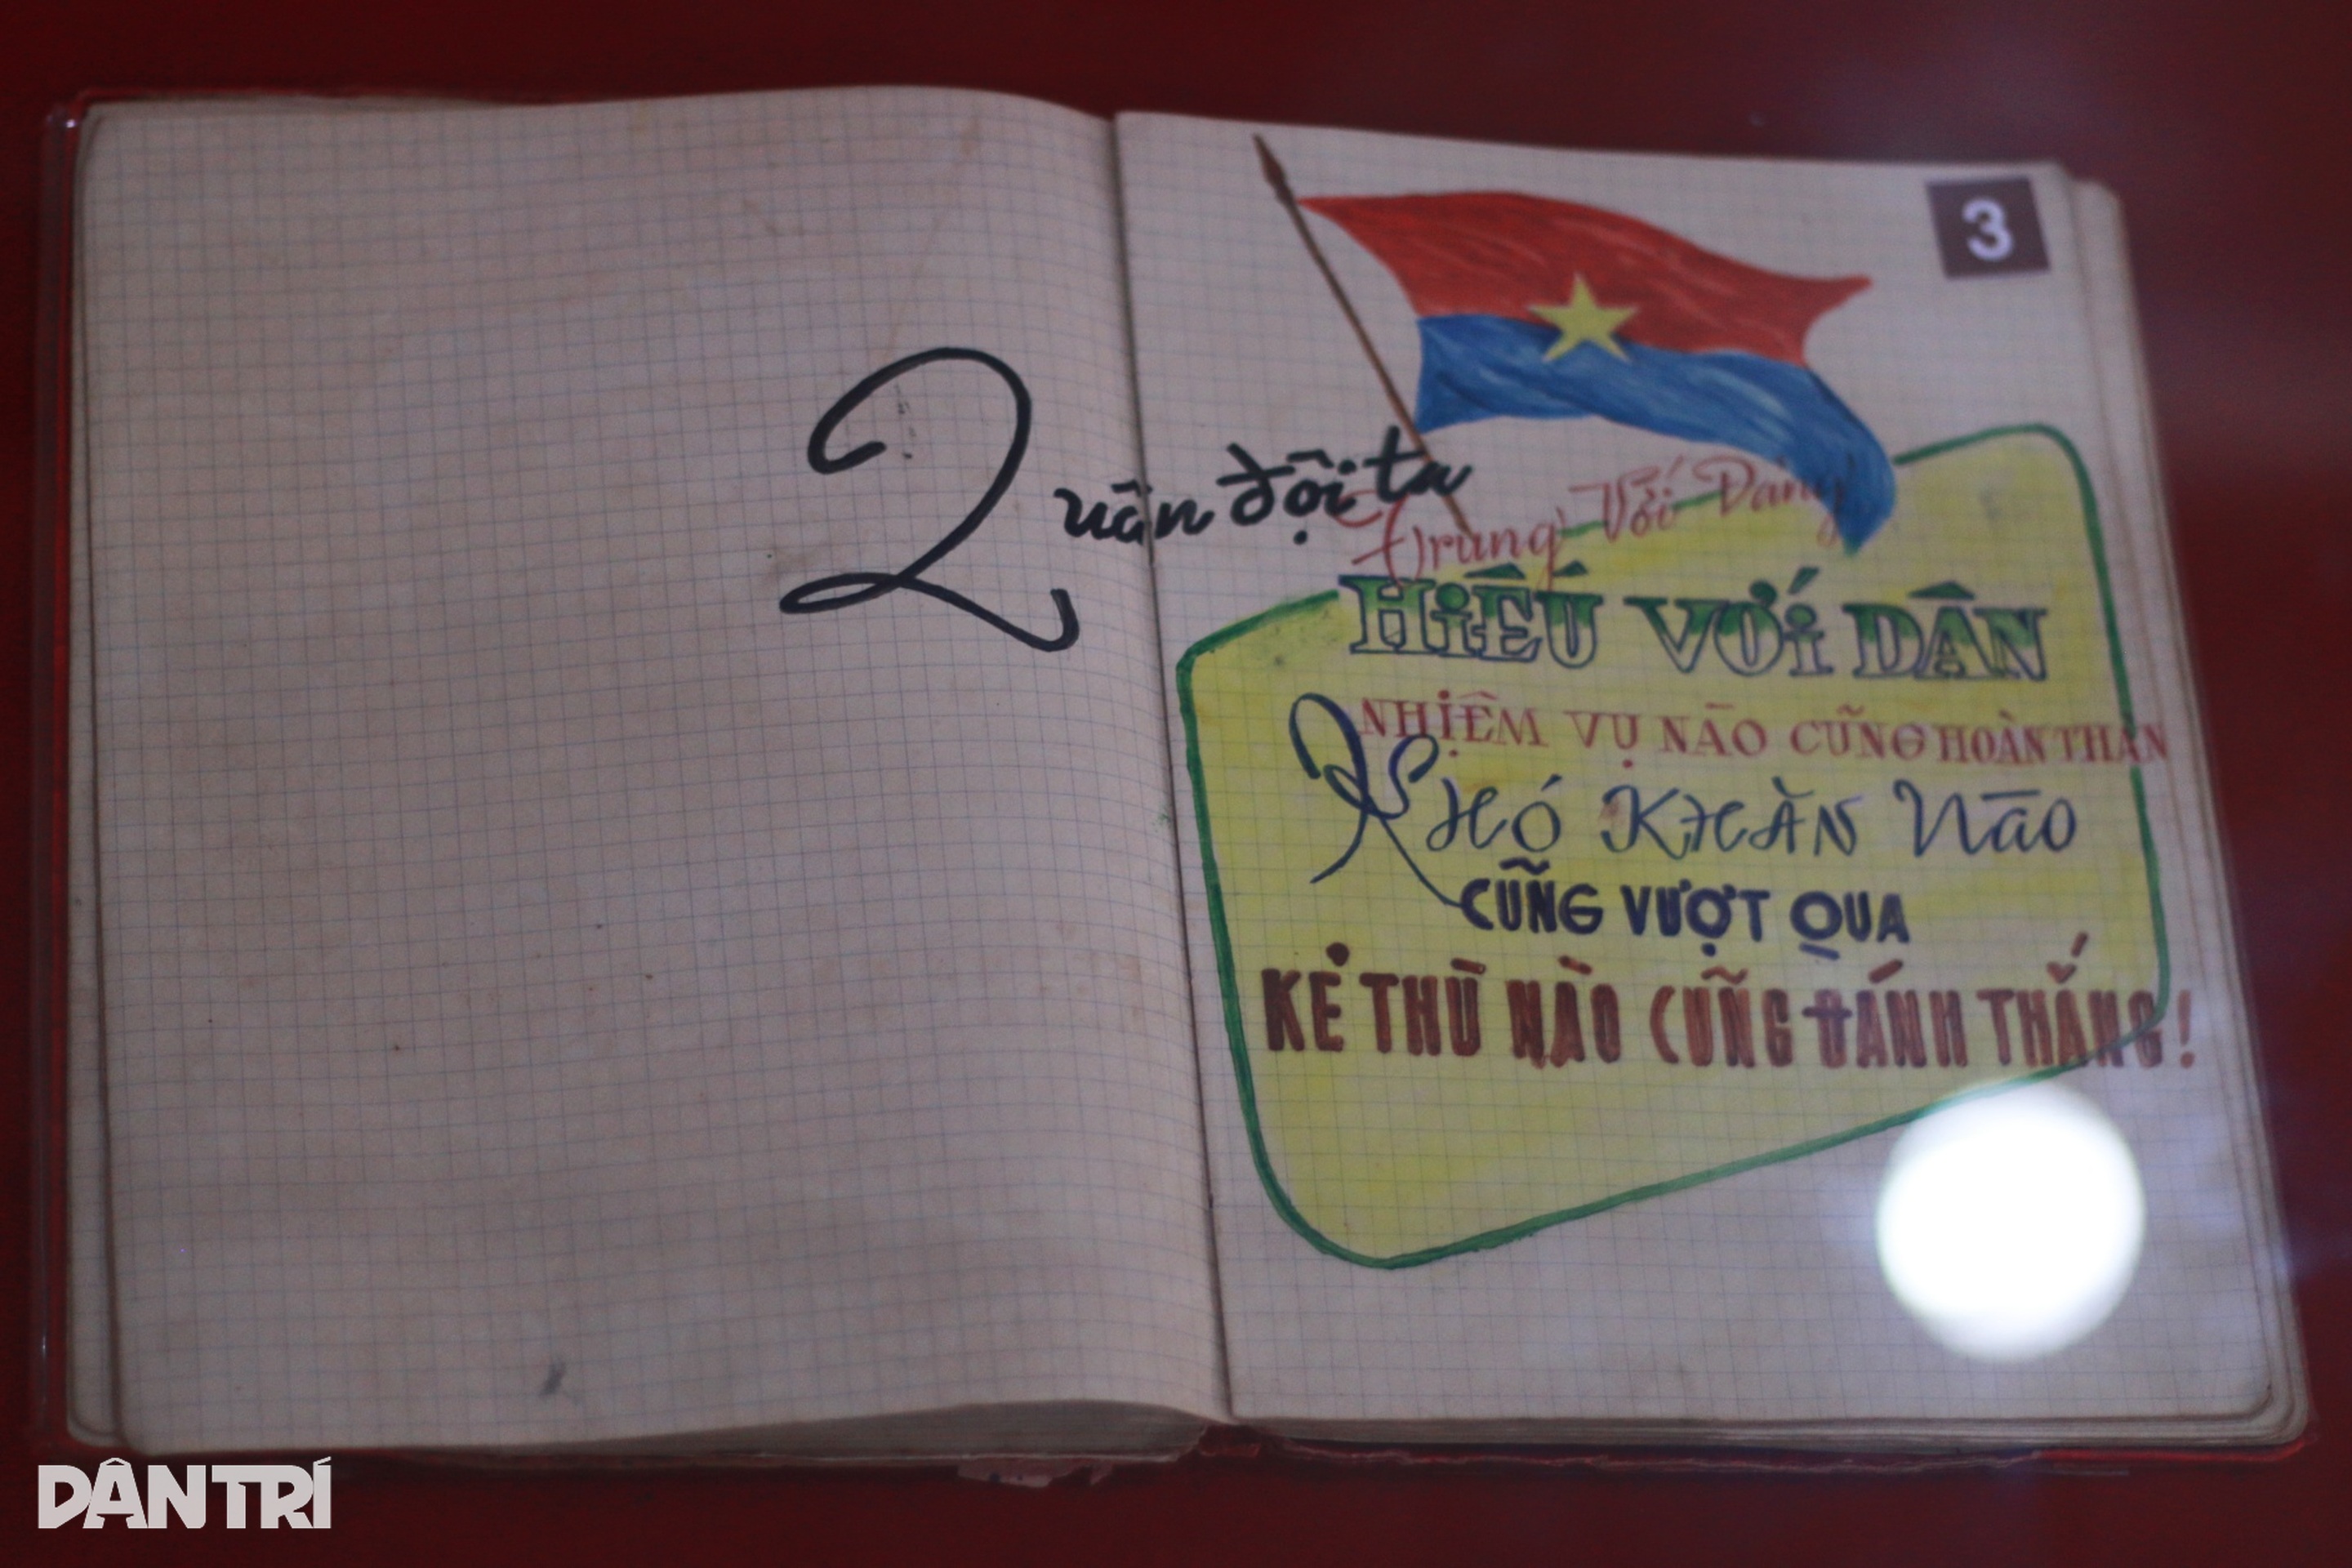 3
Quân đội ta
Trung Với Đảng
HIẾU VỚI DÂN
NHIỆM VỤ NÀO CŨNG HOÀN THÀN
KHÓ KHĂN NÀO
CŨNG VƯỢT QUA
KẺ THÙ NÀO CŨNG ĐÁNH THẮNG!
DÂN TRÍ